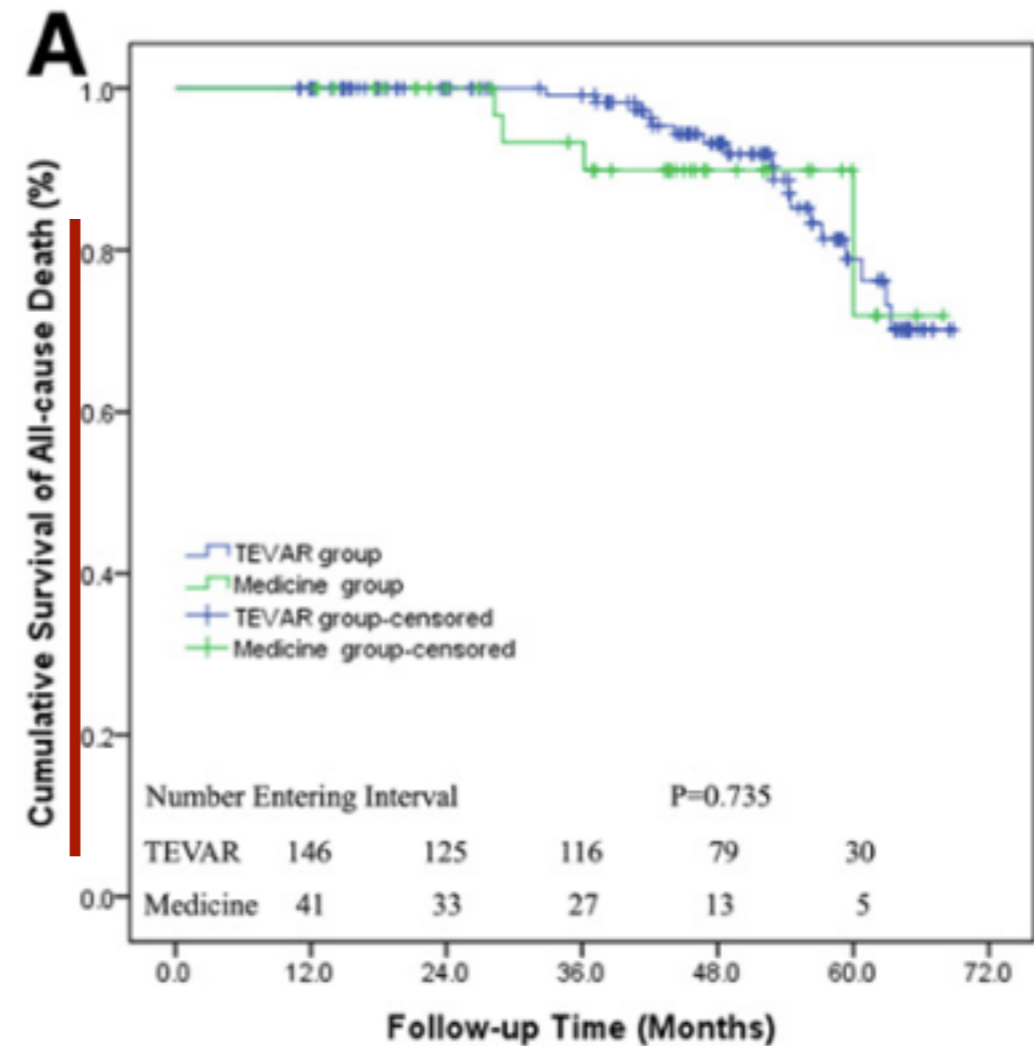 A
Cumulative Survival of All-cause Death (%)
1.0
0.8
0.6
0.4
0.2
0.0
TEVAR group
Medicine group
TEVAR group-censored
Medicine group-censored
Number Entering Interval P=0.735
TEVAR 146 125 116 79 30
Medicine 41 33 27 13 5
0.0 12.0 24.0 36.0 48.0 60.0 72.0
Follow-up Time (Months)